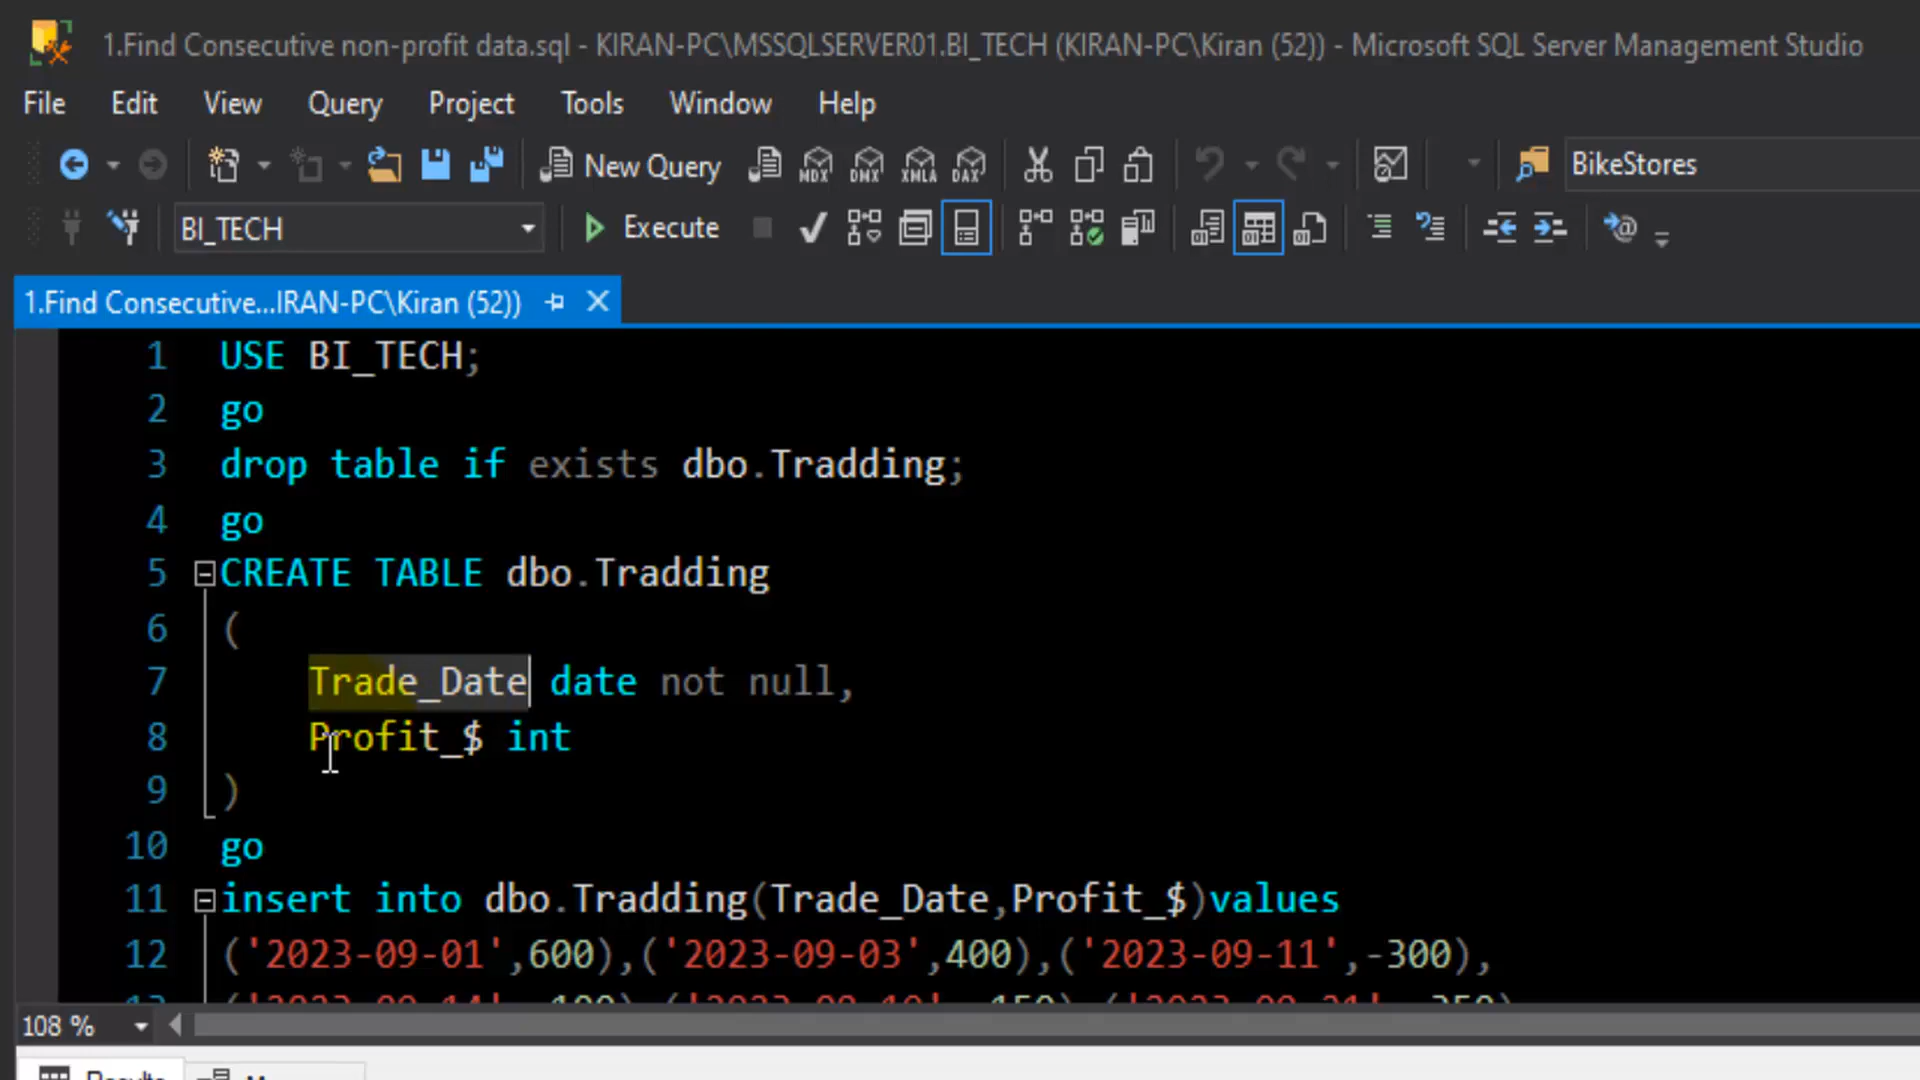 1.Find Consecutive non-profit data.sql - KIRAN-PC\MSSQLSERVER01.BI_TECH (KIRAN-PC\Kiran (52)) - Microsoft SQL Server Management Studio
File Edit View Query Project Tools Window Help
New Query MDX DMX XMLA DAX BikeStores
BI_TECH Execute
1.Find Consecutive...IRAN-PC\Kiran (52))
1 USE BI_TECH;
2 go
3 drop table if exists dbo.Tradding;
4 go
5 CREATE TABLE dbo.Tradding
6 (
7 Trade_Date date not null,
8 Profit_$ int
9 )
10 go
11 insert into dbo.Tradding(Trade_Date,Profit_$)values
12 ('2023-09-01',600),('2023-09-03',400),('2023-09-11',-300),
108 %
Results